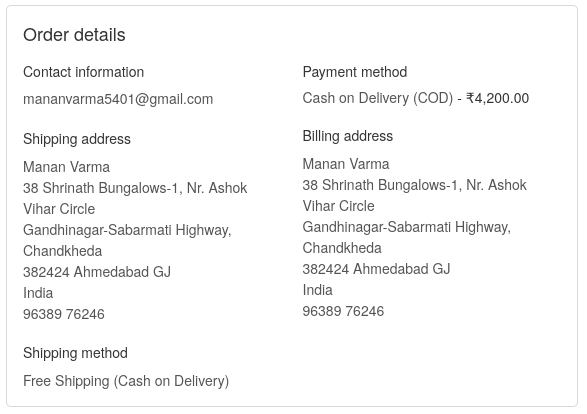 Order details
Contact information
mananvarma5401@gmail.com
Shipping address
Manan Varma
38 Shrinath Bungalows-1, Nr. Ashok
Vihar Circle
Gandhinagar-Sabarmati Highway,
Chandkheda
382424 Ahmedabad GJ
India
96389 76246
Shipping method
Free Shipping (Cash on Delivery)
Payment method
Cash on Delivery (COD) - ₹4,200.00
Billing address
Manan Varma
38 Shrinath Bungalows-1, Nr. Ashok
Vihar Circle
Gandhinagar-Sabarmati Highway,
Chandkheda
382424 Ahmedabad GJ
India
96389 76246